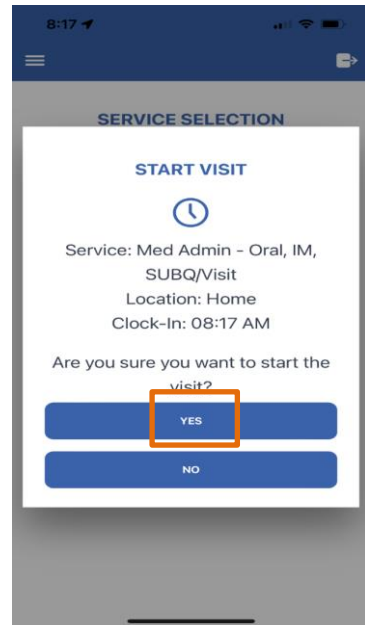 8:17
SERVICE SELECTION
START VISIT
Service: Med Admin - Oral, IM,
SUBQ/Visit
Location: Home
Clock-In: 08:17 AM
Are you sure you want to start the
visit?
YES
NO